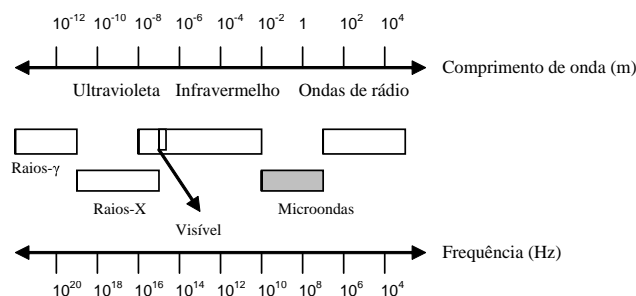 10⁻¹² 10⁻¹⁰ 10⁻⁸ 10⁻⁶ 10⁻⁴ 10⁻² 1 10² 10⁴
Comprimento de onda (m)
Ultravioleta Infravermelho Ondas de rádio
Raios-γ
Raios-X Microondas
Visível
Frequência (Hz)
10²⁰ 10¹⁸ 10¹⁶ 10¹⁴ 10¹² 10¹⁰ 10⁸ 10⁶ 10⁴